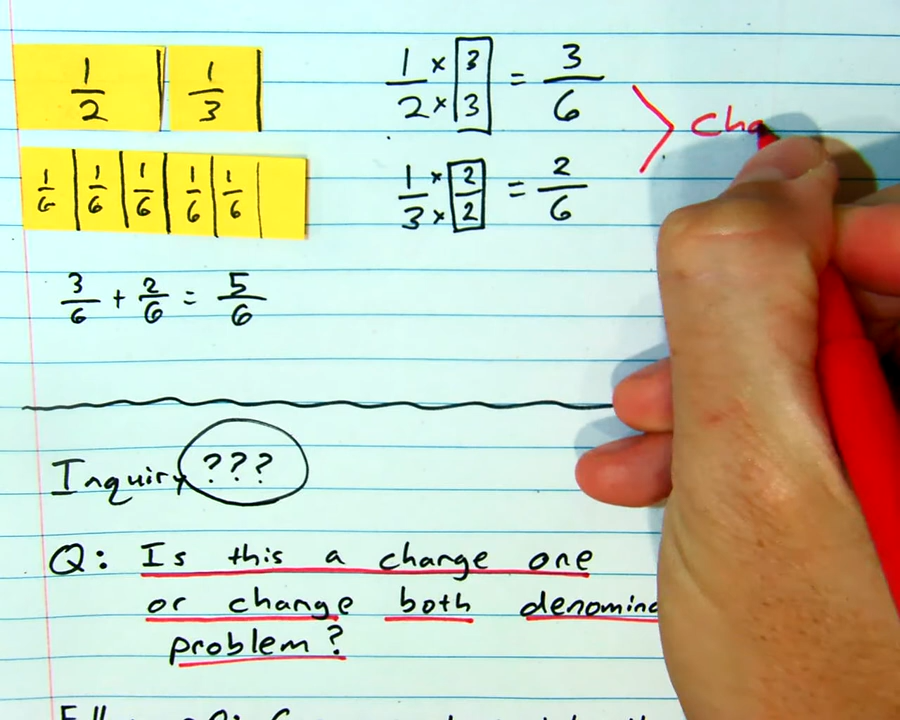 1/2 1/3
1/6 1/6 1/6 1/6 1/6
1 × 3 / 2 × 3 = 3/6
1 × 2 / 3 × 2 = 2/6
Cha
3/6 + 2/6 = 5/6
Inquiry ???
Q: Is this a change one
or change both denomina
problem?